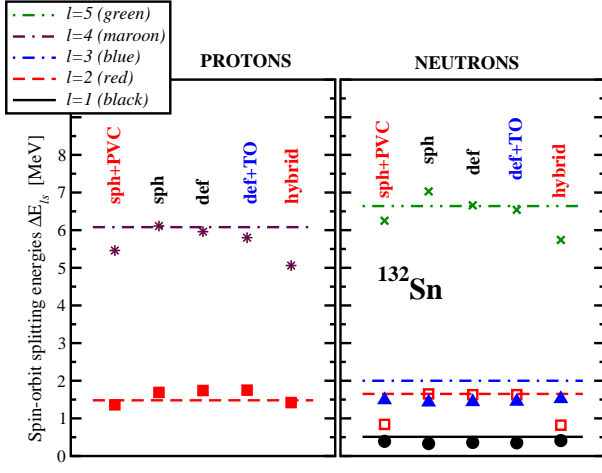 l=5 (green)
l=4 (maroon)
l=3 (blue)
l=2 (red)
l=1 (black)
PROTONS
NEUTRONS
Spin-orbit splitting energies ΔE_ls [MeV]
8
7
6
5
4
3
2
1
0
sph+PVC
sph
def
def+TO
hybrid
sph+PVC
sph
def
def+TO
hybrid
¹³²Sn